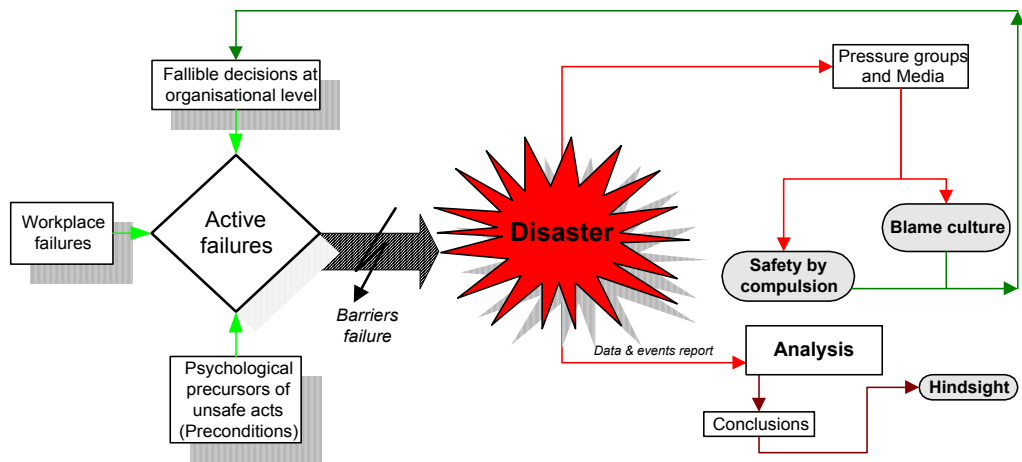 Fallible decisions at
organisational level
Workplace
failures
Active
failures
Psychological
precursors of
unsafe acts
(Preconditions)
Barriers
failure
Disaster
Pressure groups
and Media
Blame culture
Safety by
compulsion
Data & events report
Analysis
Conclusions
Hindsight